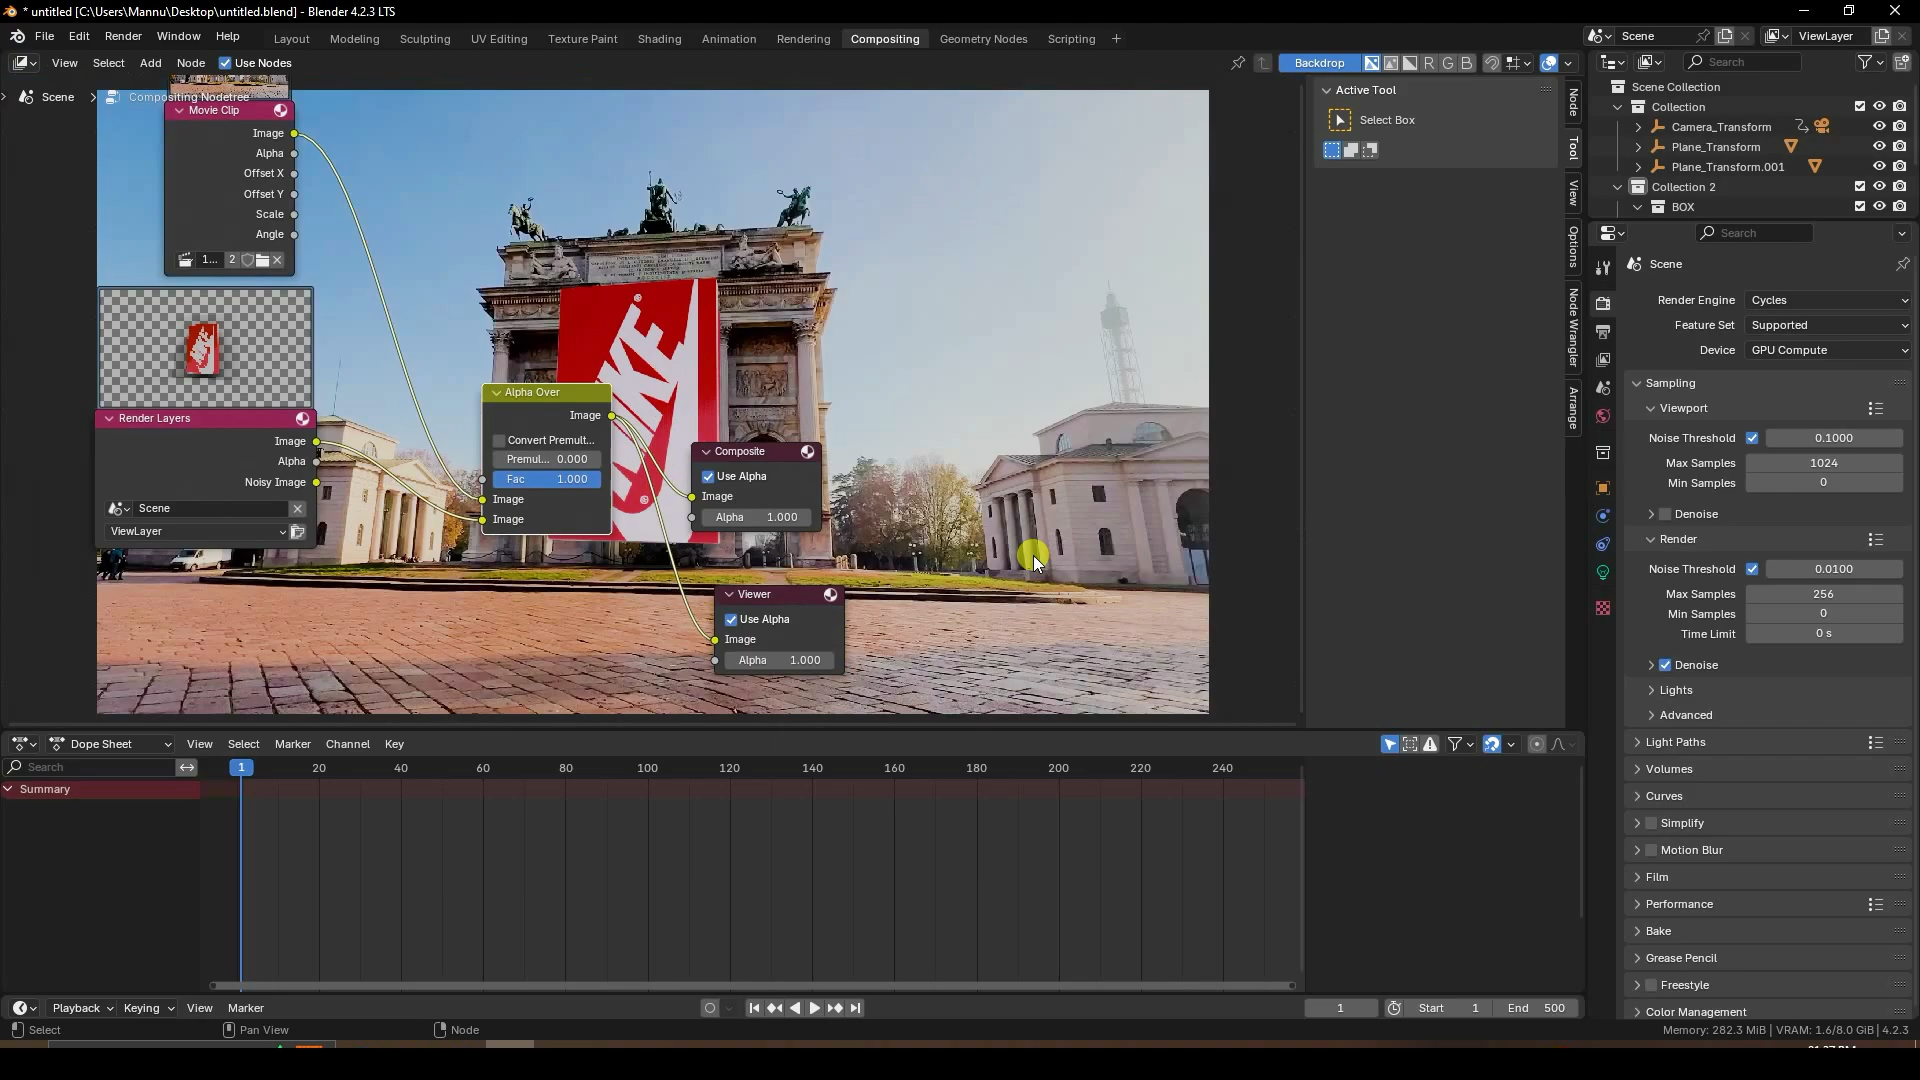 * untitled [C:\Users\Mannu\Desktop\untitled.blend] - Blender 4.2.3 LTS
File Edit Render Window Help
Layout Modeling Sculpting UV Editing Texture Paint Shading Animation Rendering Compositing Geometry Nodes Scripting +
Scene ViewLayer
View Select Add Node Use Nodes
Backdrop R G B
Search
Scene Compositing Nodetree
Movie Clip
Image
Alpha
Offset X
Offset Y
Scale
Angle
1... 2
Render Layers
Image
Alpha
Noisy Image
Scene
ViewLayer
Alpha Over
Image
Convert Premult...
Premul... 0.000
Fac 1.000
Image
Image
Composite
Use Alpha
Image
Alpha 1.000
Viewer
Use Alpha
Image
Alpha 1.000
NIKE
Active Tool
Select Box
Node
Tool
View
Options
Node Wrangler
Arrange
Scene Collection
Collection
Camera_Transform
Plane_Transform
Plane_Transform.001
Collection 2
BOX
Search
Scene
Render Engine Cycles
Feature Set Supported
Device GPU Compute
Sampling
Viewport
Noise Threshold 0.1000
Max Samples 1024
Min Samples 0
Denoise
Render
Noise Threshold 0.0100
Max Samples 256
Min Samples 0
Time Limit 0 s
Denoise
Lights
Advanced
Light Paths
Volumes
Curves
Simplify
Motion Blur
Film
Performance
Bake
Grease Pencil
Freestyle
Color Management
Dope Sheet View Select Marker Channel Key
Search
1 20 40 60 80 100 120 140 160 180 200 220 240
Summary
Playback Keying View Marker
1 Start 1 End 500
Select Pan View Node
Memory: 282.3 MiB | VRAM: 1.6/8.0 GiB | 4.2.3